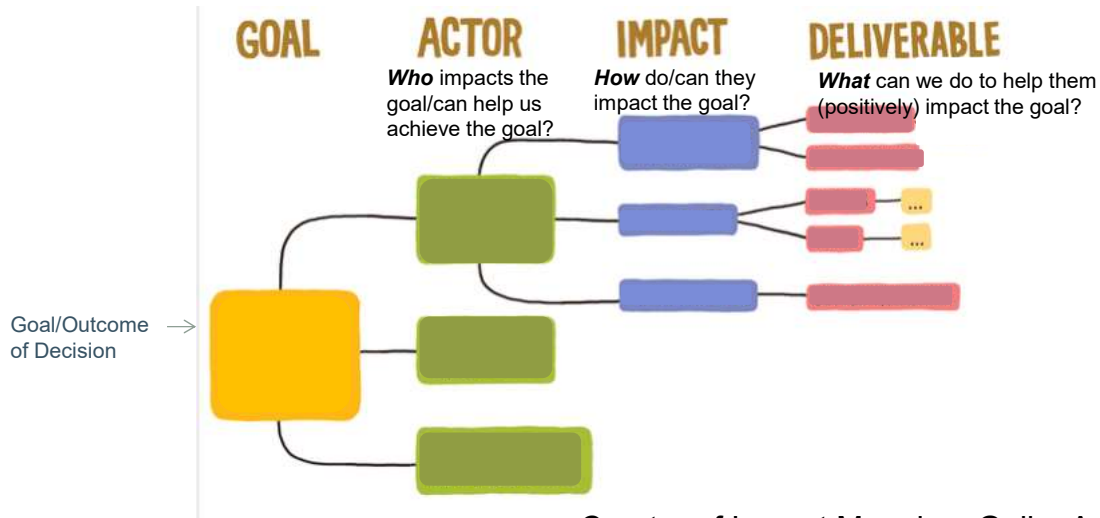 GOAL
ACTOR
IMPACT
DELIVERABLE
Who impacts the
goal/can help us
achieve the goal?
How do/can they
impact the goal?
What can we do to help them
(positively) impact the goal?
...
...
Goal/Outcome
of Decision